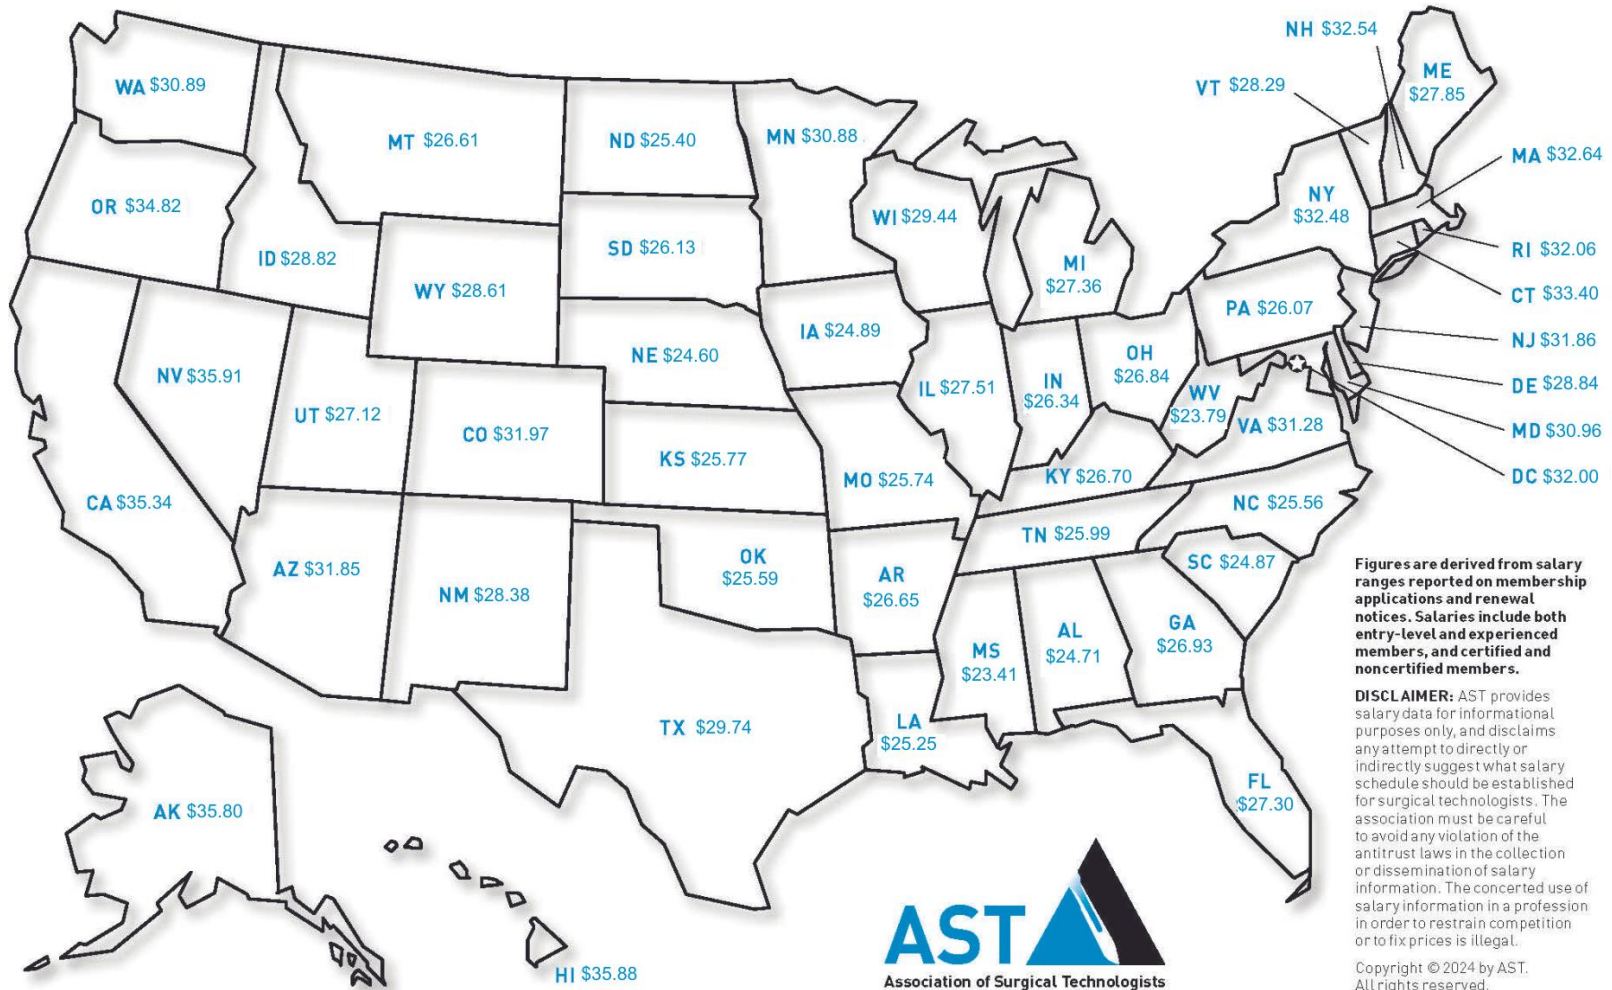 NH $32.54
ME
$27.85
VT $28.29
WA $30.89
MT $26.61
ND $25.40
MN $30.88
MA $32.64
OR $34.82
NY
$32.48
WI $29.44
SD $26.13
RI $32.06
ID $28.82
MI
$27.36
WY $28.61
CT $33.40
PA $26.07
IA $24.89
NJ $31.86
NE $24.60
OH
$26.84
NV $35.91
IL $27.51
IN
$26.34
DE $28.84
WV
$23.79
UT $27.12
CO $31.97
VA $31.28
MD $30.96
KS $25.77
MO $25.74
KY $26.70
DC $32.00
CA $35.34
NC $25.56
TN $25.99
AZ $31.85
NM $28.38
OK
$25.59
AR
$26.65
SC $24.87
GA
$26.93
AL
$24.71
MS
$23.41
TX $29.74
LA
$25.25
FL
$27.30
AK $35.80
HI $35.88
AST
Association of Surgical Technologists
Figures are derived from salary
ranges reported on membership
applications and renewal
notices. Salaries include both
entry-level and experienced
members, and certified and
noncertified members.
DISCLAIMER: AST provides
salary data for informational
purposes only, and disclaims
any attempt to directly or
indirectly suggest what salary
schedule should be established
for surgical technologists. The
association must be careful
to avoid any violation of the
antitrust laws in the collection
or dissemination of salary
information. The concerted use of
salary information in a profession
in order to restrain competition
or to fix prices is illegal.
Copyright © 2024 by AST.
All rights reserved.